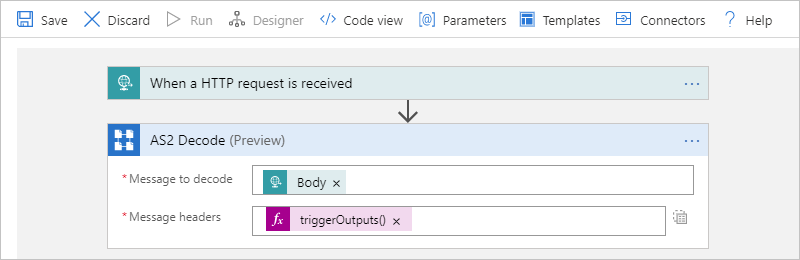 Save Discard Run Designer Code view [@] Parameters Templates Connectors ? Help
When a HTTP request is received ...
AS2 Decode (Preview) ...
* Message to decode Body ×
* Message headers fx triggerOutputs() ×